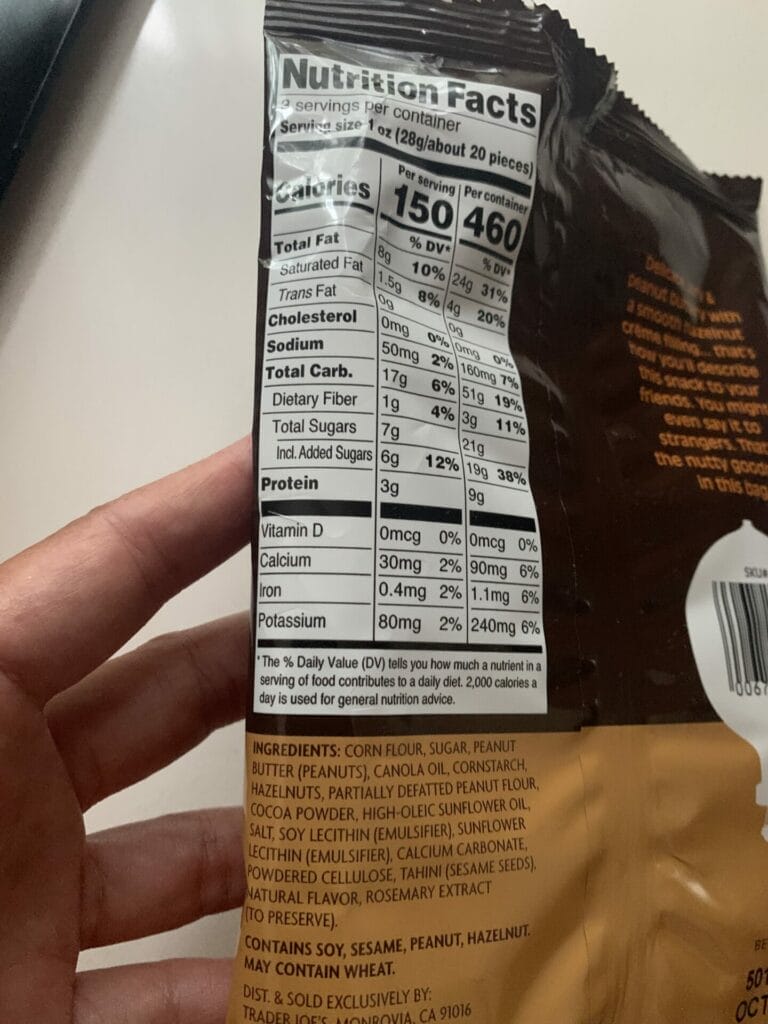 Nutrition Facts
3 servings per container
Serving size 1 oz (28g/about 20 pieces)
Per serving Per container
Calories 150 460
% DV* % DV*
Total Fat 8g 10% 24g 31%
Saturated Fat 1.5g 8% 4g 20%
Trans Fat 0g 0g
Cholesterol 0mg 0% 0mg 0%
Sodium 50mg 2% 160mg 7%
Total Carb. 17g 6% 51g 19%
Dietary Fiber 1g 4% 3g 11%
Total Sugars 7g 21g
Incl. Added Sugars 6g 12% 19g 38%
Protein 3g 9g
Vitamin D 0mcg 0% 0mcg 0%
Calcium 30mg 2% 90mg 6%
Iron 0.4mg 2% 1.1mg 6%
Potassium 80mg 2% 240mg 6%
*The % Daily Value (DV) tells you how much a nutrient in a
serving of food contributes to a daily diet. 2,000 calories a
day is used for general nutrition advice.
INGREDIENTS: CORN FLOUR, SUGAR, PEANUT
BUTTER (PEANUTS), CANOLA OIL, CORNSTARCH,
HAZELNUTS, PARTIALLY DEFATTED PEANUT FLOUR,
COCOA POWDER, HIGH-OLEIC SUNFLOWER OIL,
SALT, SOY LECITHIN (EMULSIFIER), SUNFLOWER
LECITHIN (EMULSIFIER), CALCIUM CARBONATE,
POWDERED CELLULOSE, TAHINI (SESAME SEEDS),
NATURAL FLAVOR, ROSEMARY EXTRACT
(TO PRESERVE).
CONTAINS SOY, SESAME, PEANUT, HAZELNUT.
MAY CONTAIN WHEAT.
DIST. & SOLD EXCLUSIVELY BY:
TRADER JOE'S MONROVIA, CA 91016
a smooth hazelnut
crème filling... that's
how you'll describe
this snack to your
friends. You might
even say it to
strangers. That
the nutty
in this bag
SKU#
006
BE
501
OCT